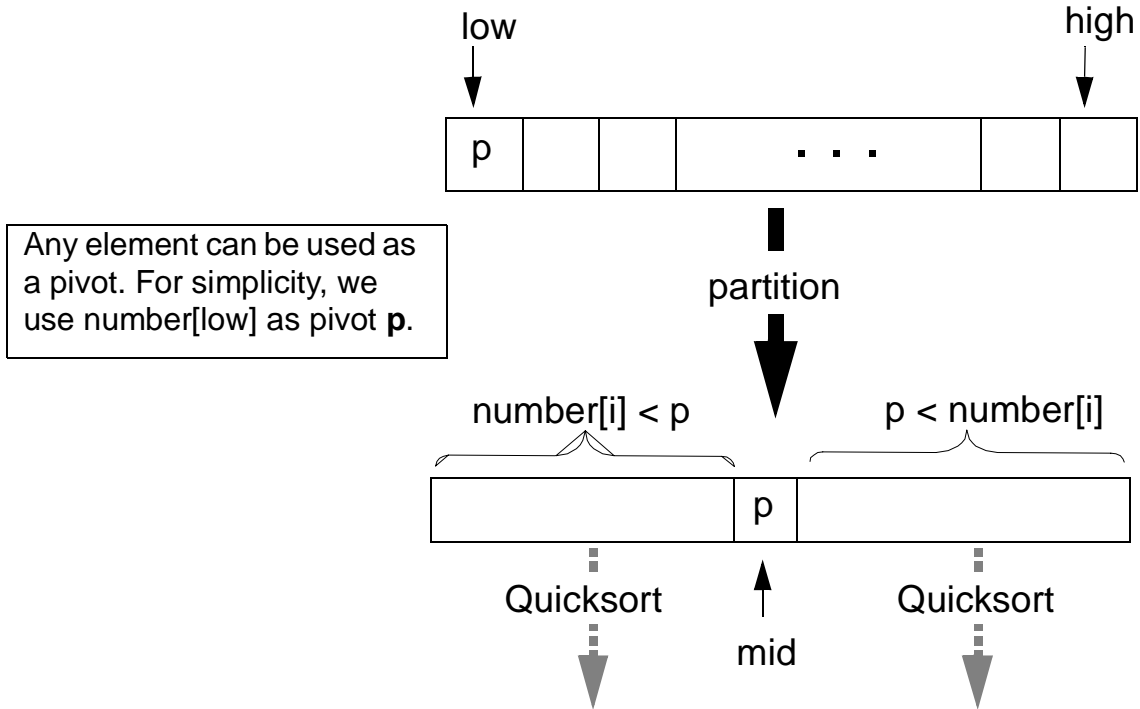 low
high
p
. . .
Any element can be used as
a pivot. For simplicity, we
use number[low] as pivot p.
partition
number[i] < p
p < number[i]
p
Quicksort
Quicksort
mid